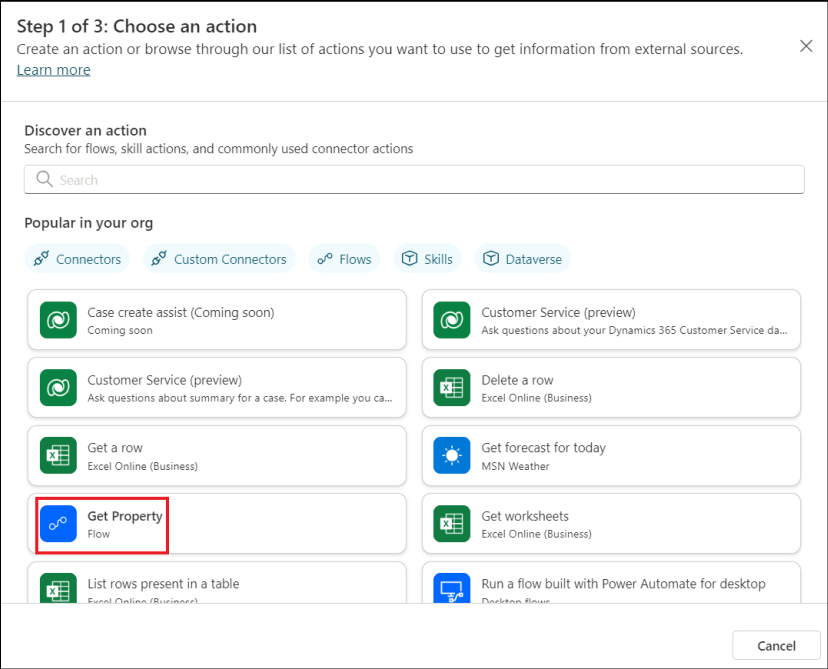 Step 1 of 3: Choose an action
Create an action or browse through our list of actions you want to use to get information from external sources.
Learn more
Discover an action
Search for flows, skill actions, and commonly used connector actions
Search
Popular in your org
Connectors
Custom Connectors
Flows
Skills
Dataverse
Case create assist (Coming soon)
Coming soon
Customer Service (preview)
Ask questions about your Dynamics 365 Customer Service da...
Customer Service (preview)
Ask questions about summary for a case. For example you ca...
Delete a row
Excel Online (Business)
Get a row
Excel Online (Business)
Get forecast for today
MSN Weather
Get Property
Flow
Get worksheets
Excel Online (Business)
List rows present in a table
Excel Online (Business)
Run a flow built with Power Automate for desktop
Desktop flows
Cancel